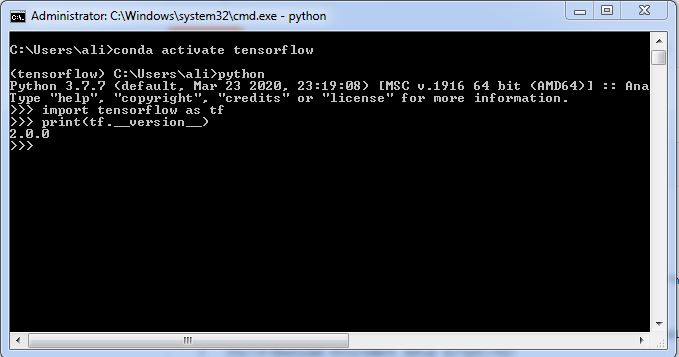 Administrator: C:\Windows\system32\cmd.exe - python
C:\Users\ali>conda activate tensorflow
(tensorflow) C:\Users\ali>python
Python 3.7.7 (default, Mar 23 2020, 23:19:08) [MSC v.1916 64 bit (AMD64)] :: Ana
Type "help", "copyright", "credits" or "license" for more information.
>>> import tensorflow as tf
>>> print(tf.__version__)
2.0.0
>>>